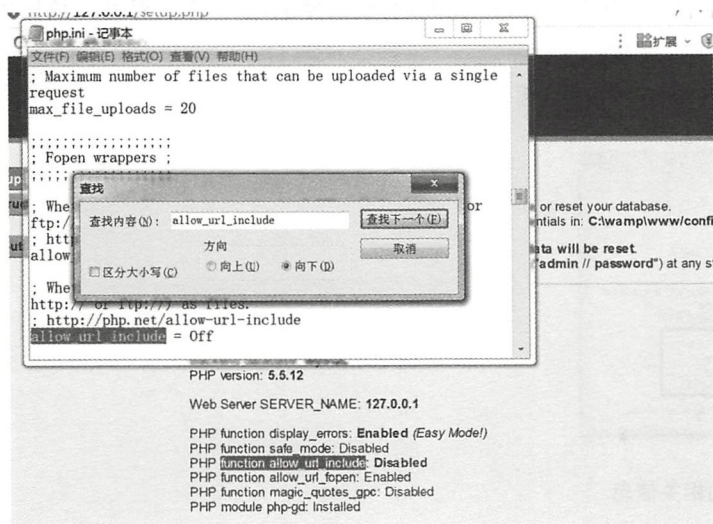 http://127.0.0.1/setup.php
php.ini - 记事本
扩展
文件(F) 编辑(E) 格式(O) 查看(V) 帮助(H)
; Maximum number of files that can be uploaded via a single
request
max_file_uploads = 20
;;;;;;;;;;;;;;;;;;
; Fopen wrappers ;
;;;;;;;;;;;;;;;;;;
查找
; Whe
or
ftp:/
; http
allow
查找内容(N): allow_url_include
查找下一个(F)
方向
取消
区分大小写(C)
向上(U)
向下(D)
; Whe
http:// or ftp://) as files.
; http://php.net/allow-url-include
allow_url_include = Off
or reset your database.
ntials in: C:\wamp\www/confi
ata will be reset.
"admin // password") at any s
PHP version: 5.5.12
Web Server SERVER_NAME: 127.0.0.1
PHP function display_errors: Enabled (Easy Mode!)
PHP function safe_mode: Disabled
PHP function allow_url_include: Disabled
PHP function allow_url_fopen: Enabled
PHP function magic_quotes_gpc: Disabled
PHP module php-gd: Installed